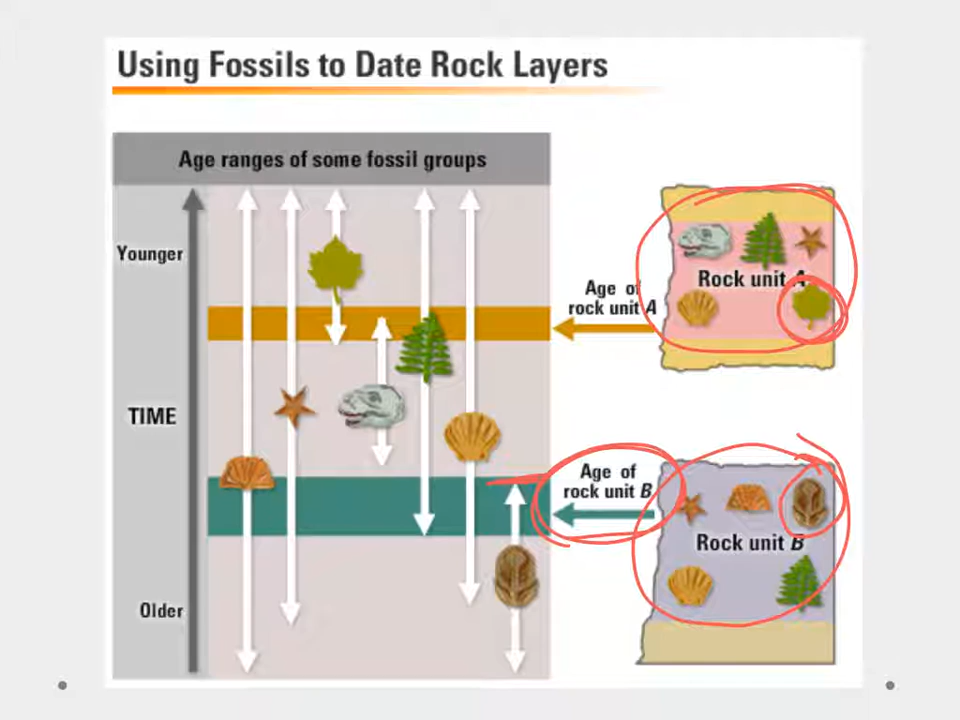 Using Fossils to Date Rock Layers
Age ranges of some fossil groups
Younger
TIME
Older
Age of
rock unit A
Rock unit A
Age of
rock unit B
Rock unit B